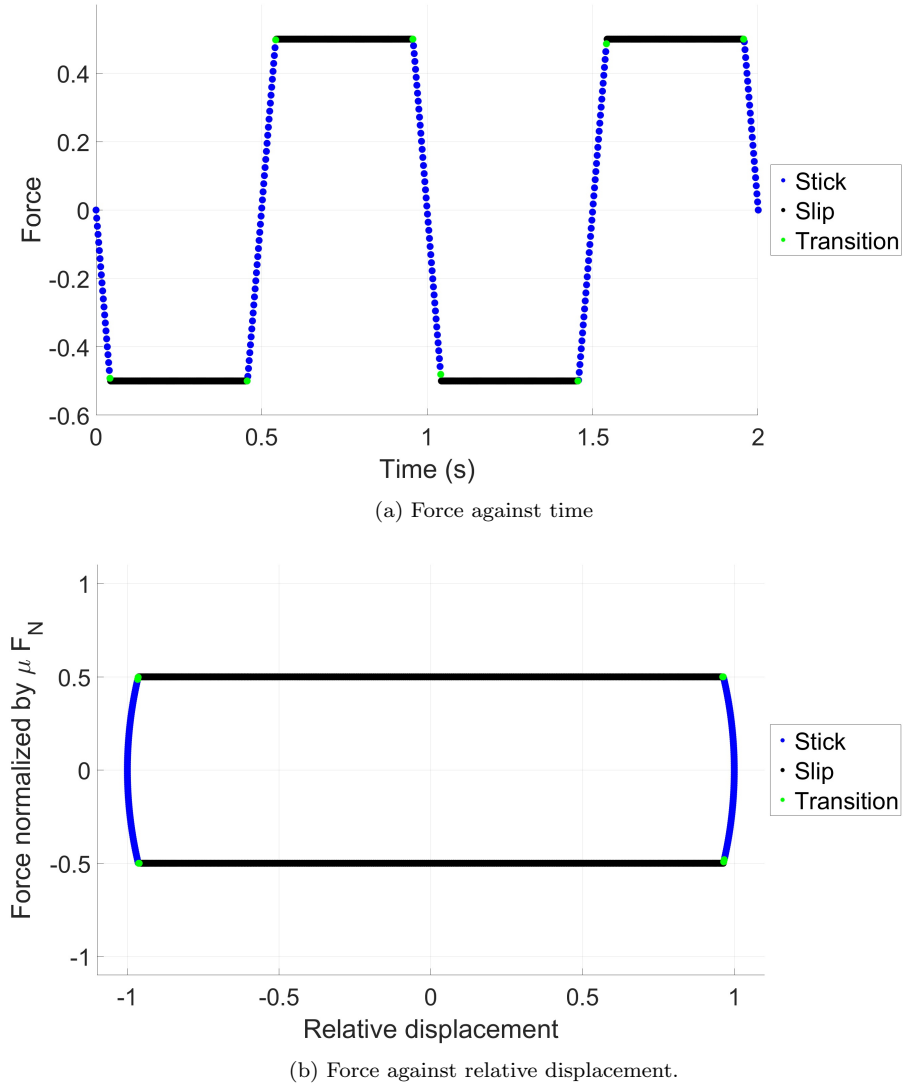 0.4
0.2
0
-0.2
-0.4
-0.6
Force
0 0.5 1 1.5 2
Time (s)
Stick
Slip
Transition
(a) Force against time
1
0.5
0
-0.5
-1
Force normalized by μ F_N
-1 -0.5 0 0.5 1
Relative displacement
Stick
Slip
Transition
(b) Force against relative displacement.